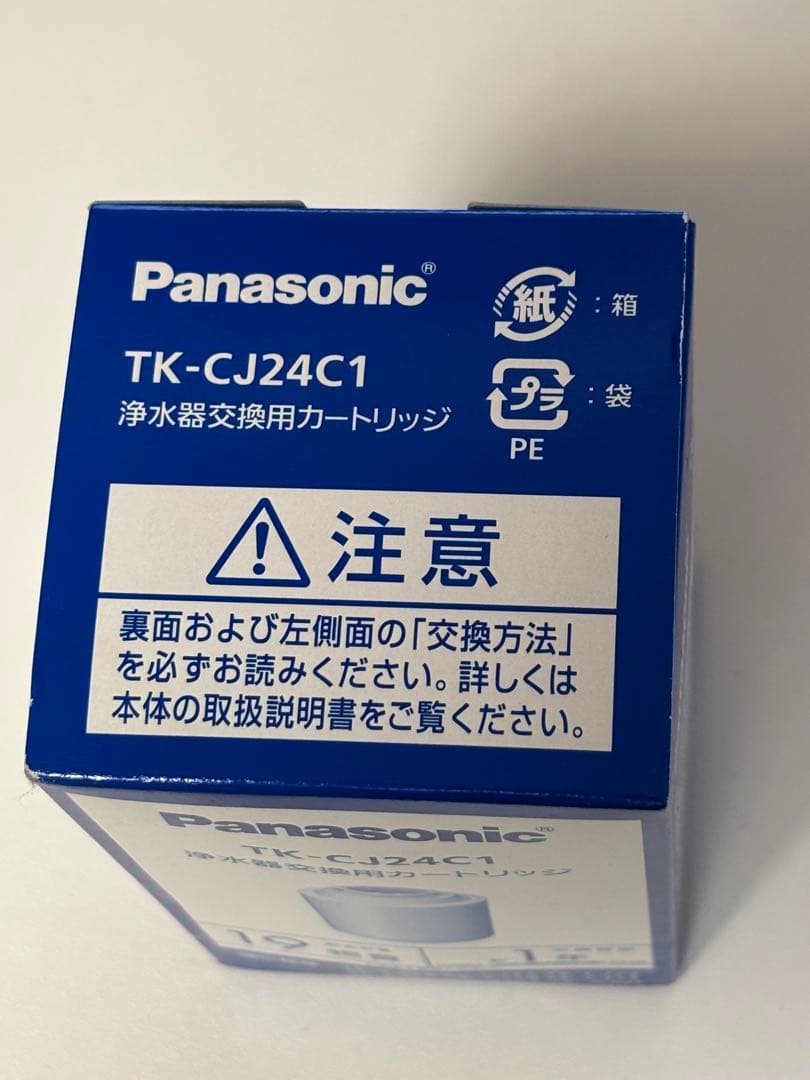 Panasonic®
TK-CJ24C1
浄水器交換用カートリッジ
紙：箱
プラ：袋
PE
注意
裏面および左側面の「交換方法」
を必ずお読みください。詳しくは
本体の取扱説明書をご覧ください。
Panasonic®
TK-CJ24C1
浄水器交換用カートリッジ
19
1年